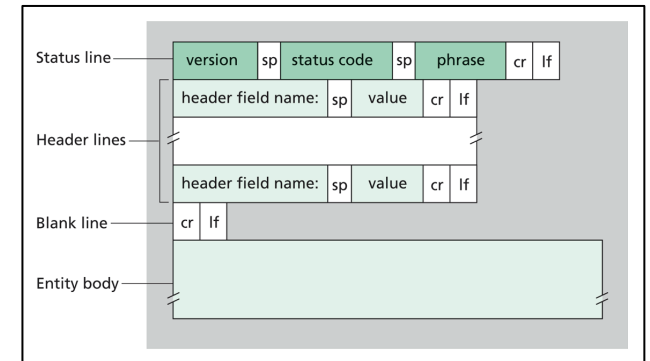 Status line
version sp status code sp phrase cr lf
header field name: sp value cr lf
Header lines
header field name: sp value cr lf
Blank line
cr lf
Entity body